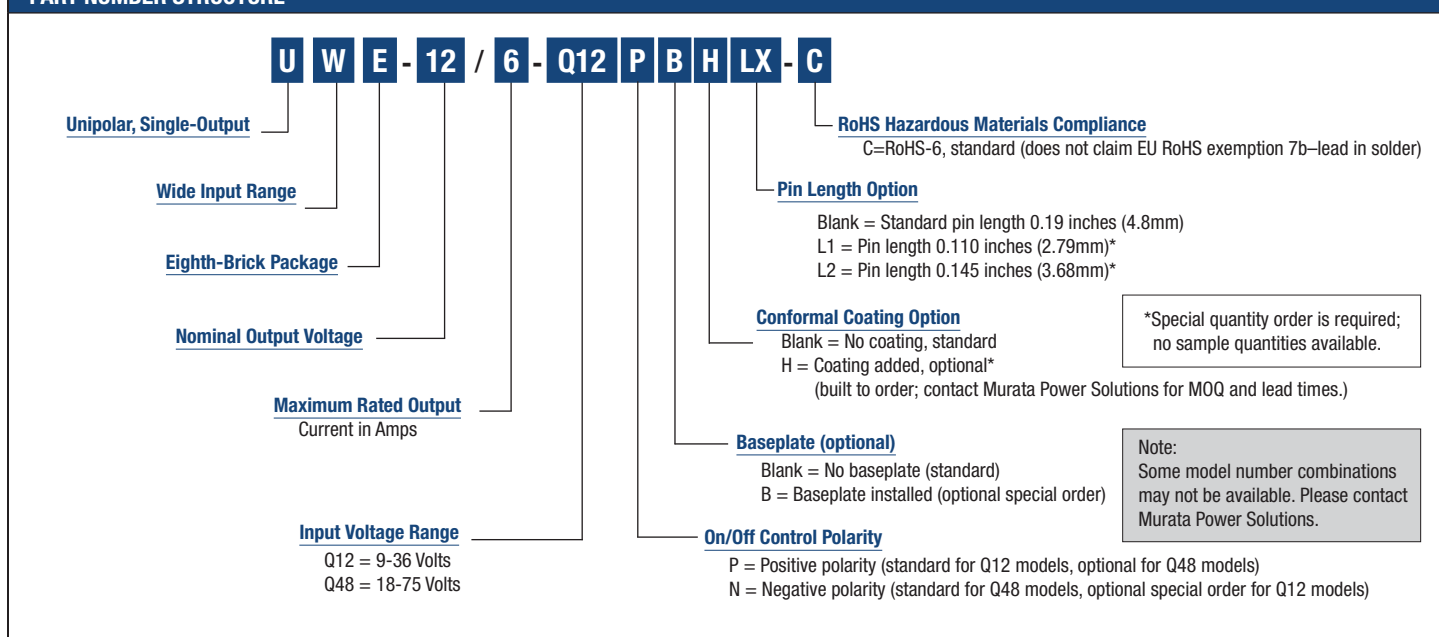 PART NUMBER STRUCTURE
U W E - 12 / 6 - Q12 P B H LX - C
Unipolar, Single-Output
RoHS Hazardous Materials Compliance
C=RoHS-6, standard (does not claim EU RoHS exemption 7b–lead in solder)
Wide Input Range
Pin Length Option
Blank = Standard pin length 0.19 inches (4.8mm)
L1 = Pin length 0.110 inches (2.79mm)*
L2 = Pin length 0.145 inches (3.68mm)*
Eighth-Brick Package
Nominal Output Voltage
Conformal Coating Option
Blank = No coating, standard
H = Coating added, optional*
(built to order; contact Murata Power Solutions for MOQ and lead times.)
*Special quantity order is required;
no sample quantities available.
Maximum Rated Output
Current in Amps
Baseplate (optional)
Blank = No baseplate (standard)
B = Baseplate installed (optional special order)
Note:
Some model number combinations
may not be available. Please contact
Murata Power Solutions.
Input Voltage Range
Q12 = 9-36 Volts
Q48 = 18-75 Volts
On/Off Control Polarity
P = Positive polarity (standard for Q12 models, optional for Q48 models)
N = Negative polarity (standard for Q48 models, optional special order for Q12 models)